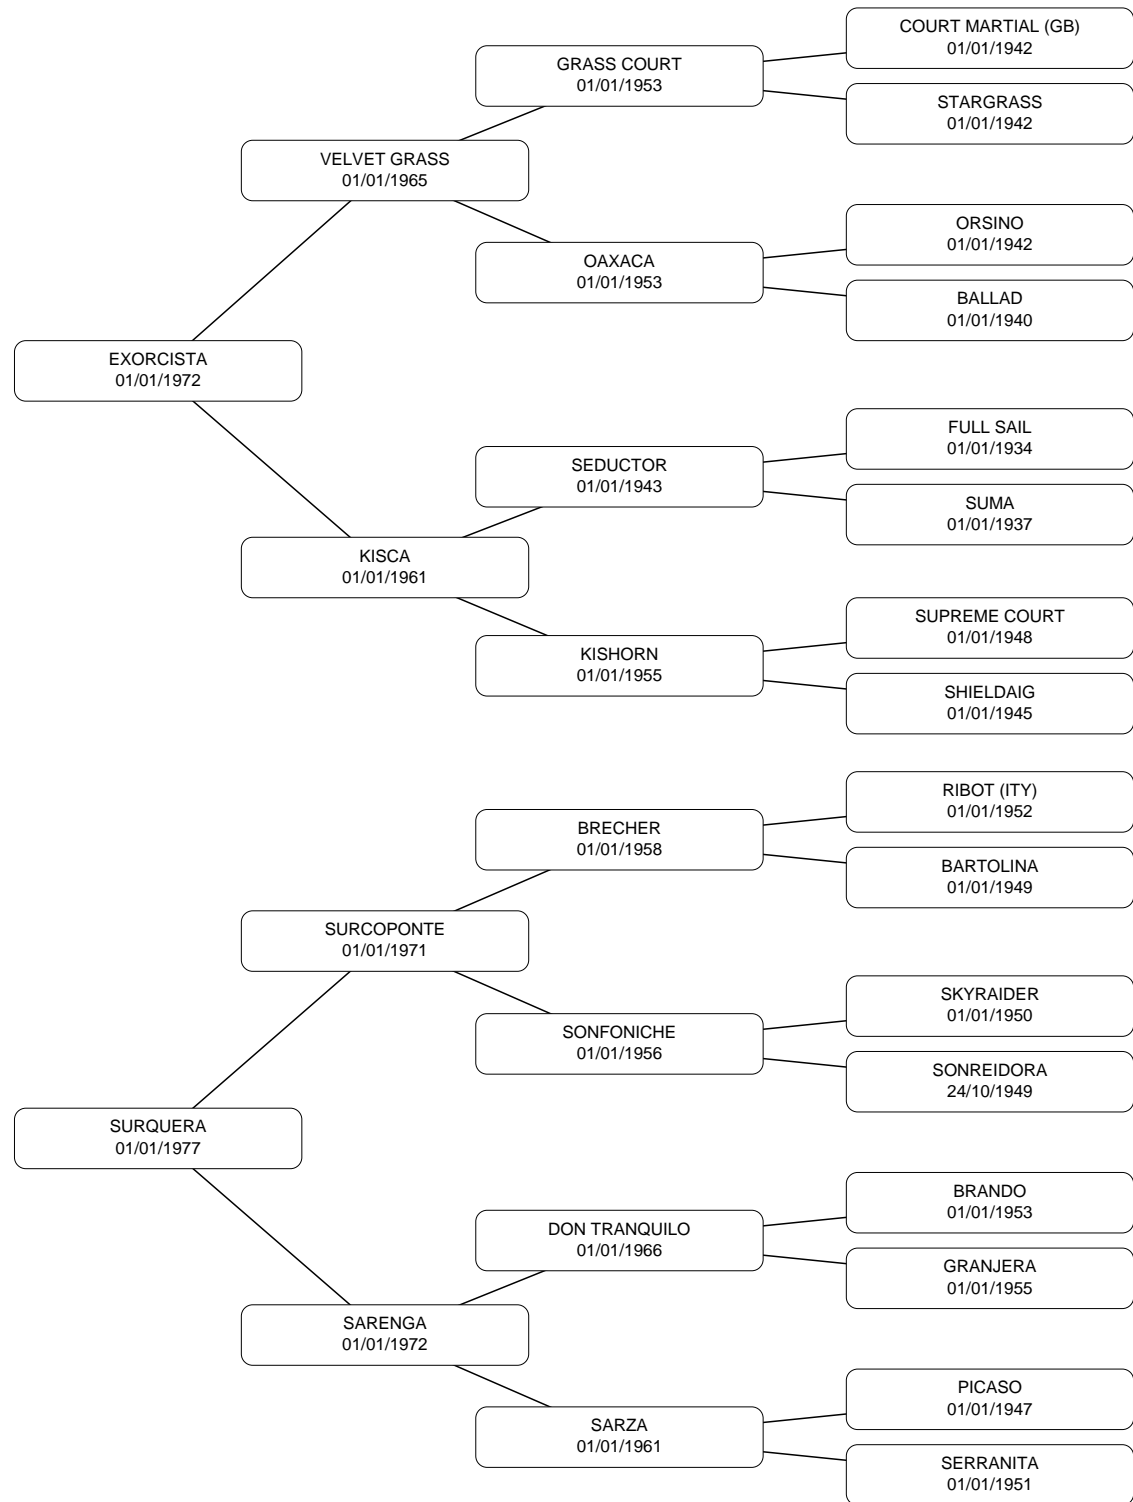 COURT MARTIAL (GB)
01/01/1942
GRASS COURT
01/01/1953
STARGRASS
01/01/1942
VELVET GRASS
01/01/1965
ORSINO
01/01/1942
OAXACA
01/01/1953
BALLAD
01/01/1940
EXORCISTA
01/01/1972
FULL SAIL
01/01/1934
SEDUCTOR
01/01/1943
SUMA
01/01/1937
KISCA
01/01/1961
SUPREME COURT
01/01/1948
KISHORN
01/01/1955
SHIELDAIG
01/01/1945
RIBOT (ITY)
01/01/1952
BRECHER
01/01/1958
BARTOLINA
01/01/1949
SURCOPONTE
01/01/1971
SKYRAIDER
01/01/1950
SONFONICHE
01/01/1956
SONREIDORA
24/10/1949
SURQUERA
01/01/1977
BRANDO
01/01/1953
DON TRANQUILO
01/01/1966
GRANJERA
01/01/1955
SARENGA
01/01/1972
PICASO
01/01/1947
SARZA
01/01/1961
SERRANITA
01/01/1951